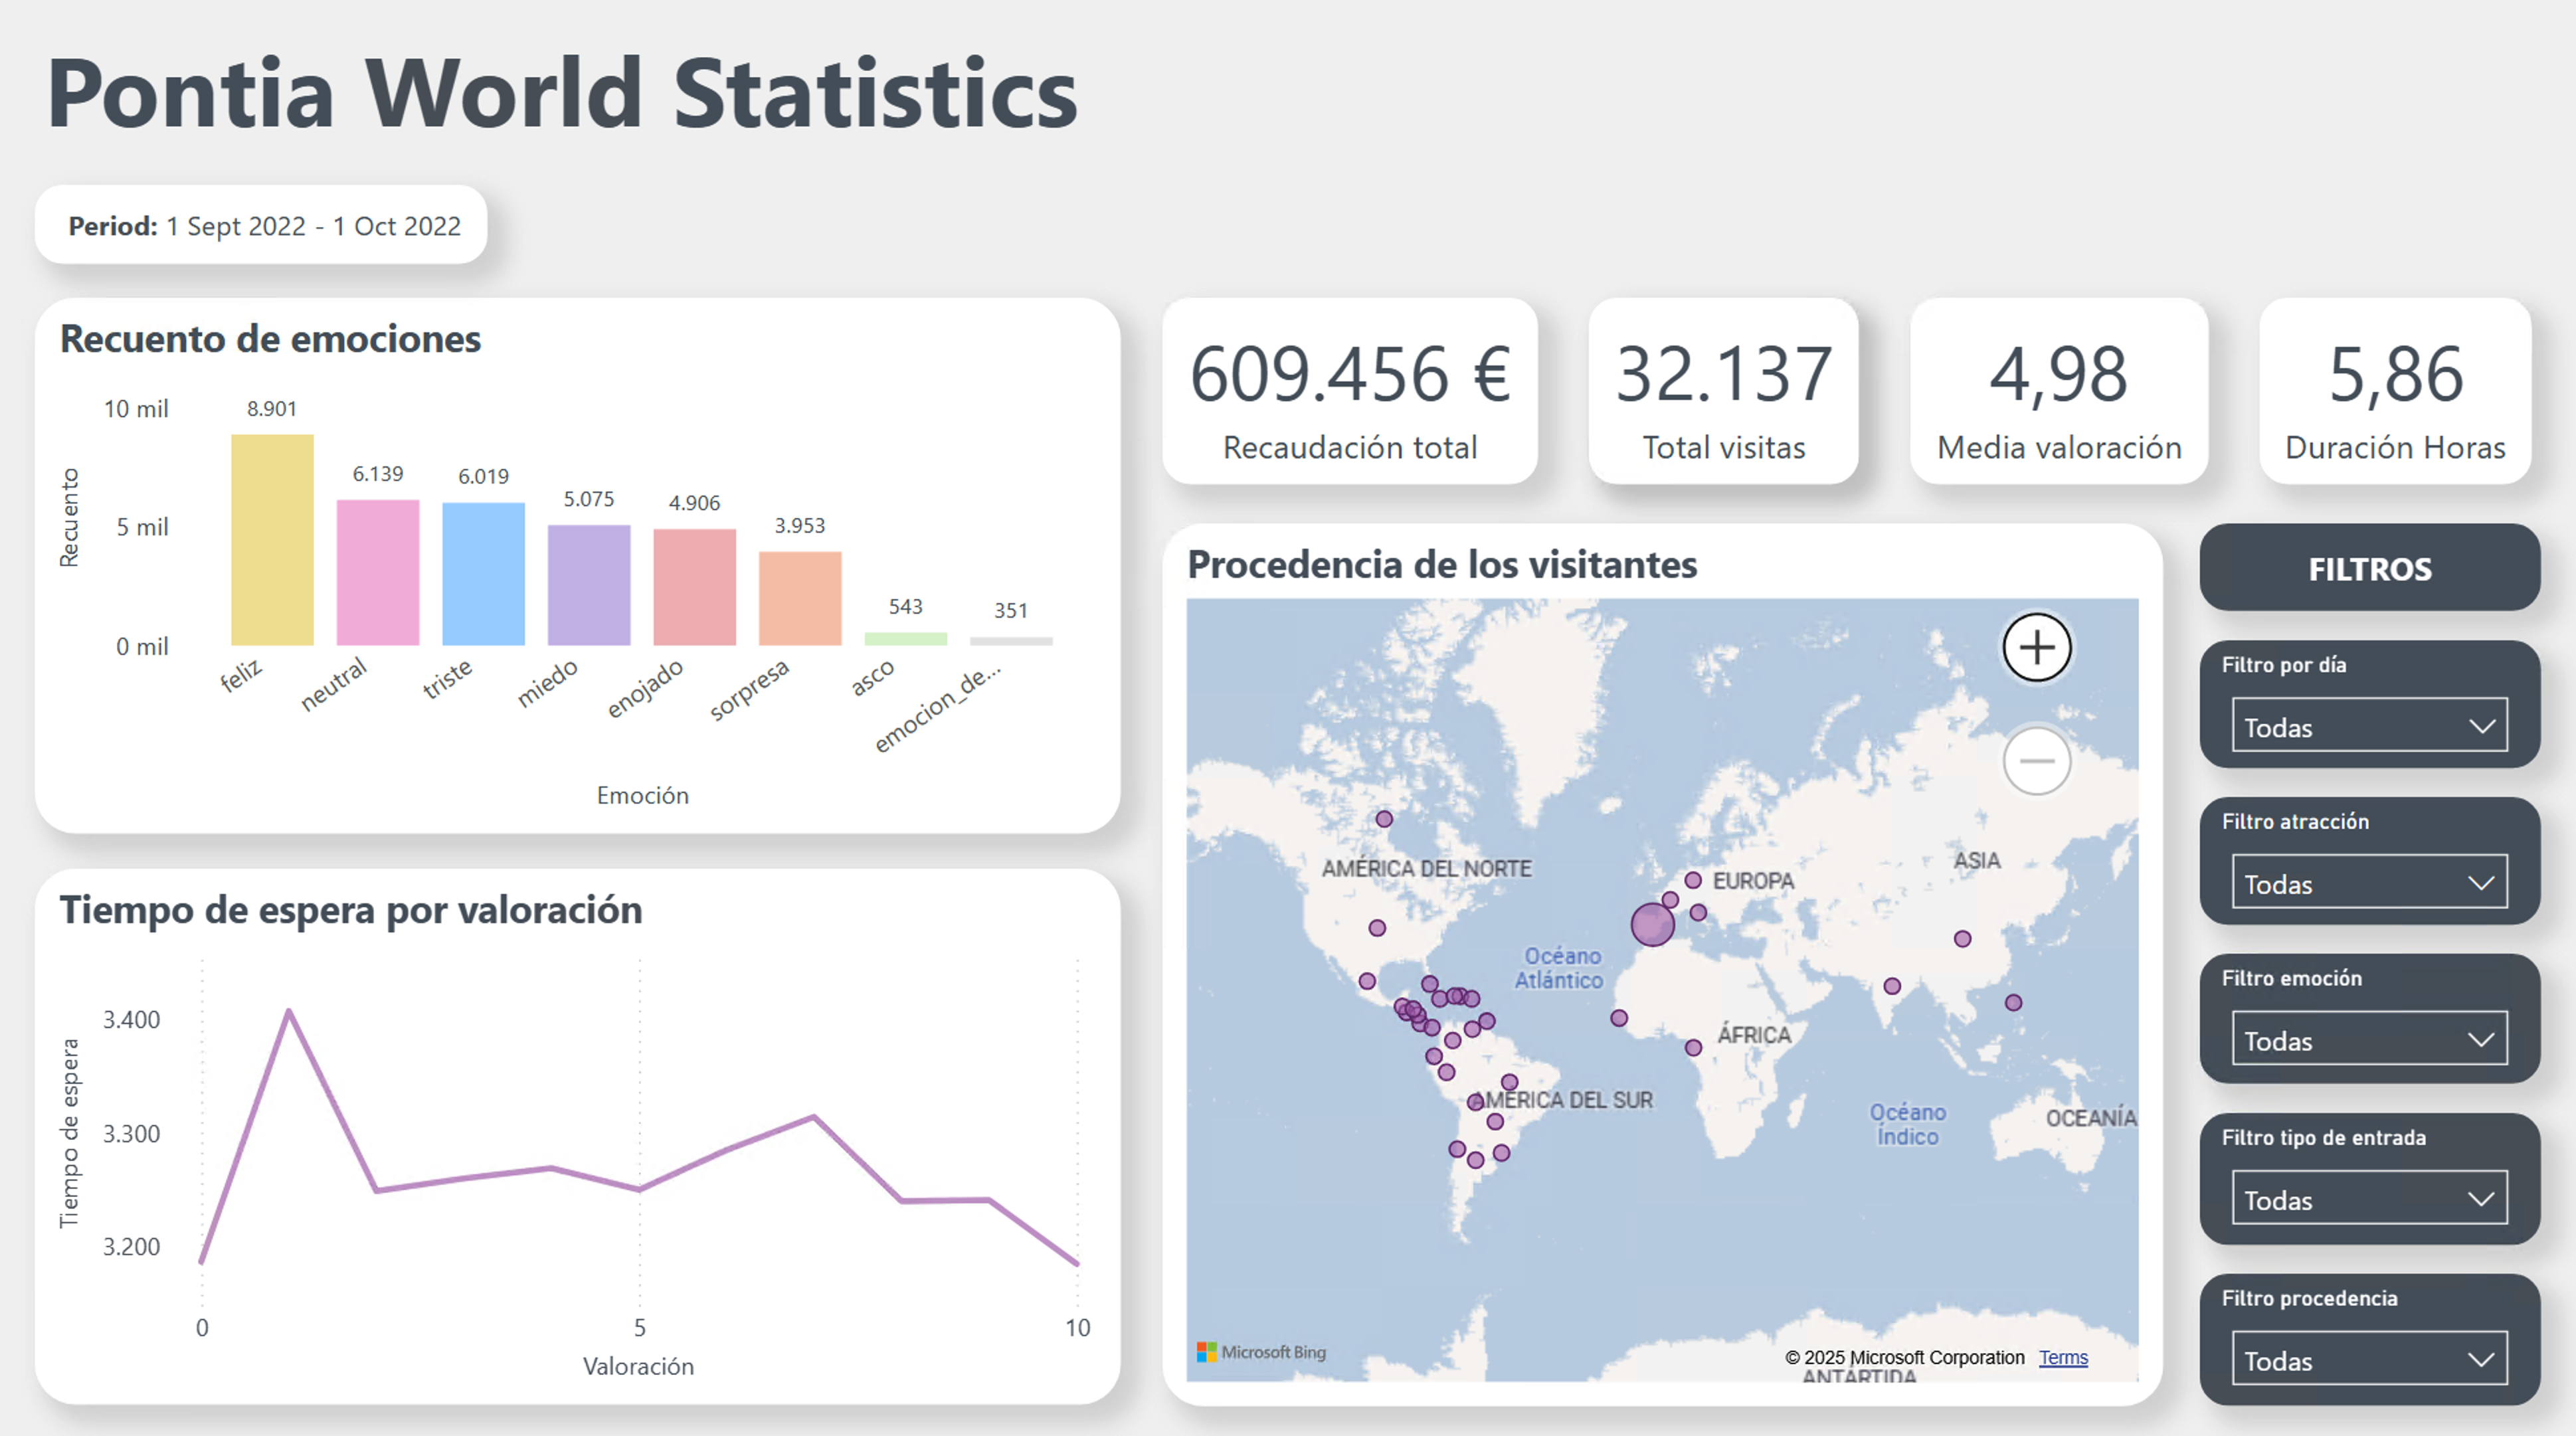 Pontia World Statistics
Period: 1 Sept 2022 - 1 Oct 2022
Recuento de emociones
Recuento
10 mil
5 mil
0 mil
8.901
6.139
6.019
5.075
4.906
3.953
543
351
feliz
neutral
triste
miedo
enojado
sorpresa
asco
emocion_de...
Emoción
Tiempo de espera por valoración
Tiempo de espera
3.400
3.300
3.200
0
5
10
Valoración
609.456 €
Recaudación total
32.137
Total visitas
4,98
Media valoración
5,86
Duración Horas
Procedencia de los visitantes
AMÉRICA DEL NORTE
EUROPA
ASIA
Océano
Atlántico
ÁFRICA
AMÉRICA DEL SUR
Océano
Índico
OCEANÍA
ANTÁRTIDA
Microsoft Bing
© 2025 Microsoft Corporation Terms
FILTROS
Filtro por día
Todas
Filtro atracción
Todas
Filtro emoción
Todas
Filtro tipo de entrada
Todas
Filtro procedencia
Todas